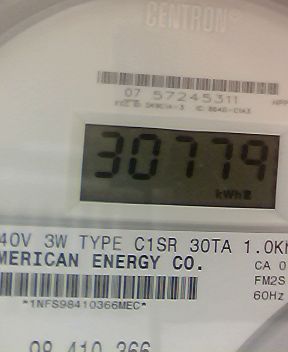 CENTRON®
07 57245311
30779
kWh
40V 3W TYPE C1SR 30TA 1.0K
MERICAN ENERGY CO.
CA 0
FM2S
60Hz
*1NFS98410366MEC*
98 410 366